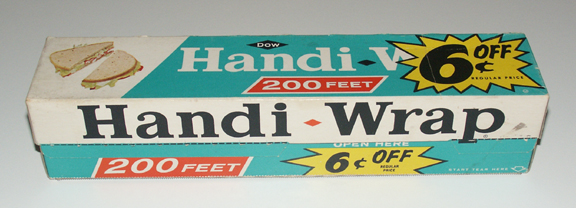 DOW
Handi-W
200 FEET
6¢ OFF
REGULAR PRICE
Handi-Wrap
OPEN HERE
200 FEET
6¢ OFF
REGULAR PRICE
START TEAR HERE